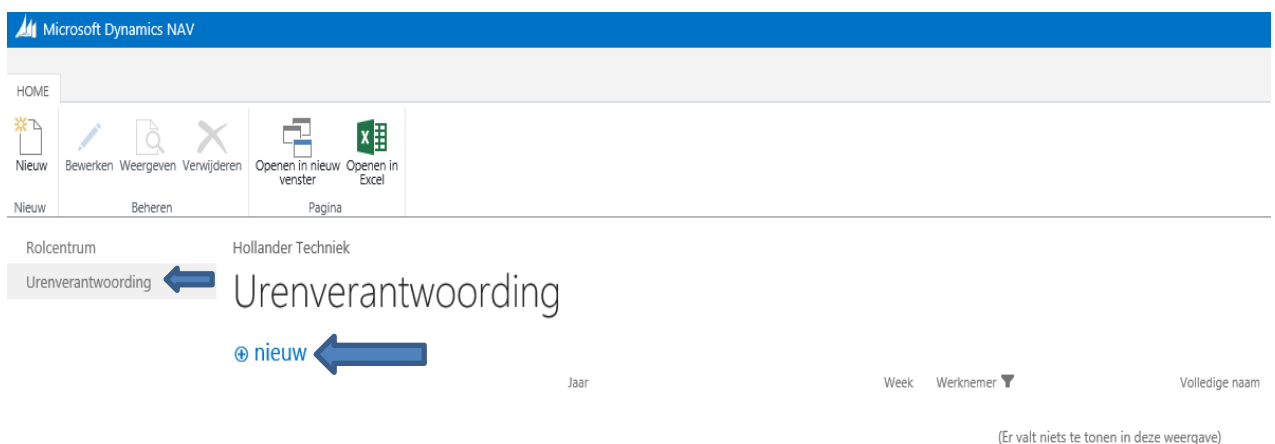 Microsoft Dynamics NAV
HOME
Nieuw
Bewerken
Weergeven
Verwijderen
Openen in nieuw
venster
Openen in
Excel
Nieuw
Beheren
Pagina
Rolcentrum
Urenverantwoording
Hollander Techniek
Urenverantwoording
nieuw
Jaar
Week
Werknemer
Volledige naam
(Er valt niets te tonen in deze weergave)